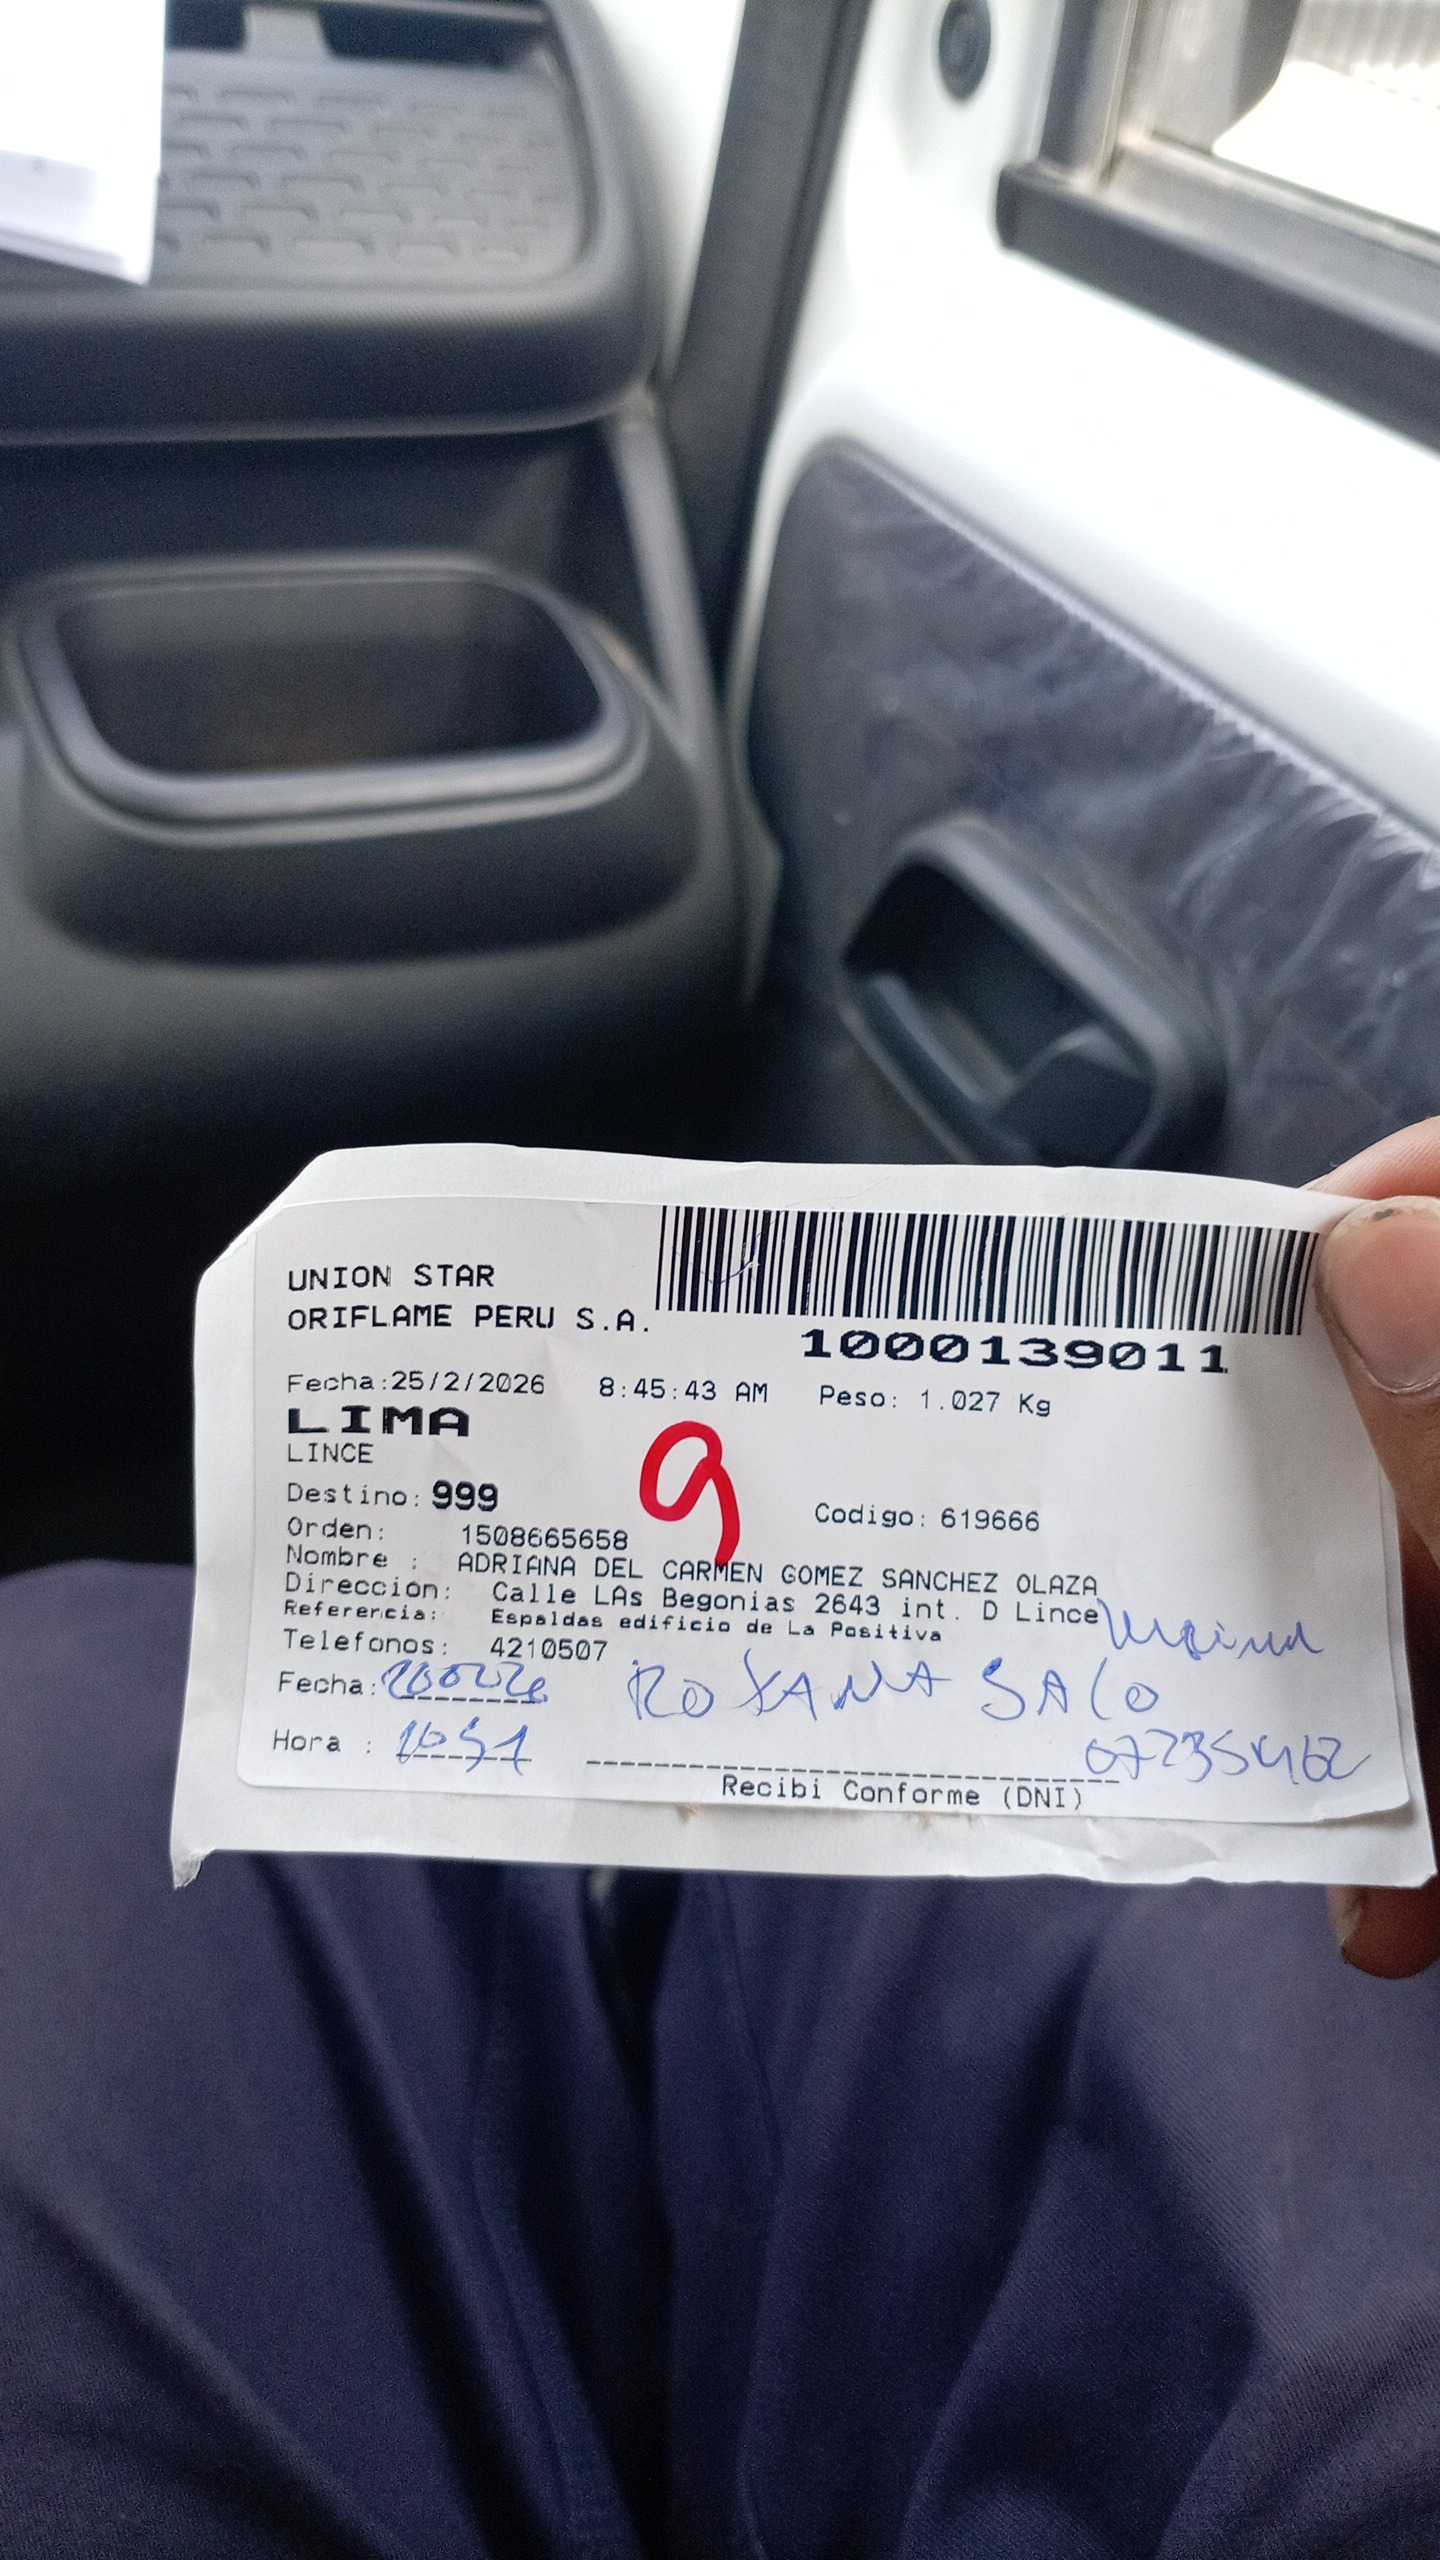 UNION STAR
ORIFLAME PERU S.A.
1000139011
Fecha:25/2/2026 8:45:43 AM Peso: 1.027 Kg
LIMA
LINCE
9
Destino: 999 Codigo: 619666
Orden: 1508665658
Nombre : ADRIANA DEL CARMEN GOMEZ SANCHEZ OLAZA
Direccion: Calle LAs Begonias 2643 int. D Lince
Referencia: Espaldas edificio de La Positiva
Telefonos: 4210507
Fecha:
ROXANA SALO
Hora :
Recibi Conforme (DNI)